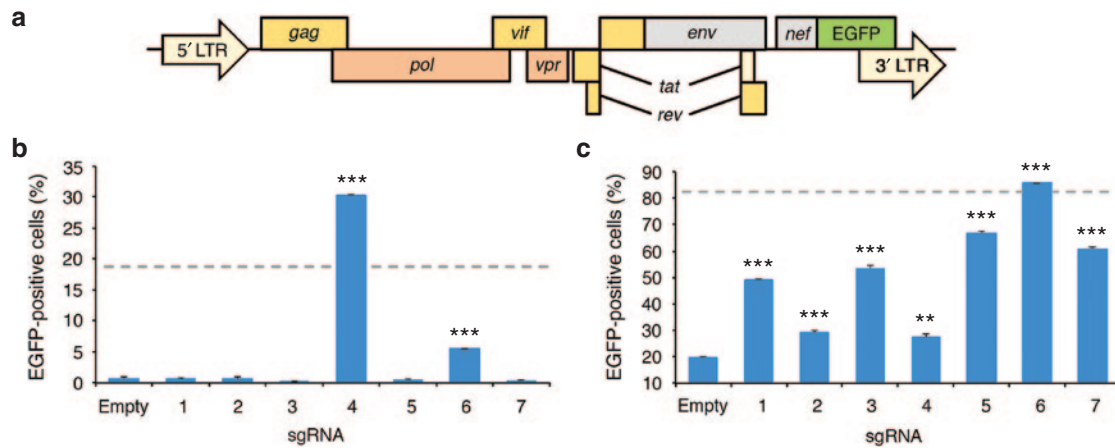 a
5′ LTR
gag
pol
vif
vpr
env
tat
rev
nef
EGFP
3′ LTR
b
EGFP-positive cells (%)
35
30
25
20
15
10
5
0
***
***
Empty 1 2 3 4 5 6 7
sgRNA
c
EGFP-positive cells (%)
90
80
70
60
50
40
30
20
10
***
***
***
**
***
***
***
Empty 1 2 3 4 5 6 7
sgRNA